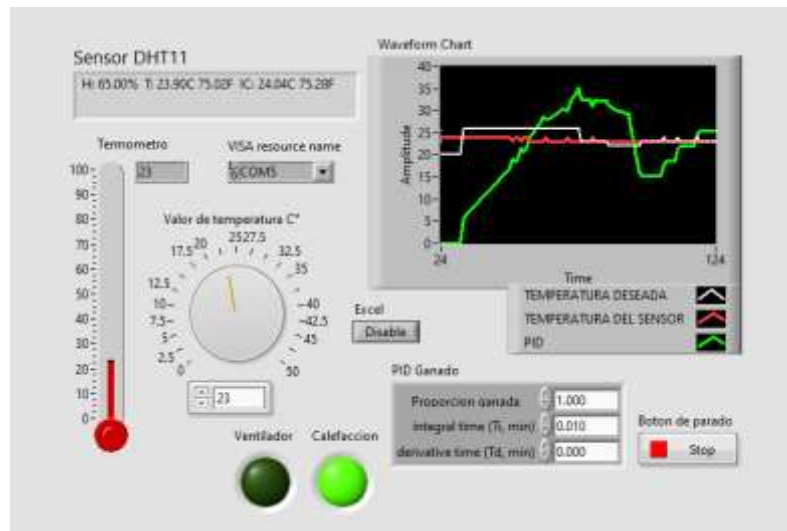 Sensor DHT11
H: 65.00% T: 23.90C 75.02F IC: 24.04C 75.28F
Termometro
23
VISA resource name
COM5
100
90
80
70
60
50
40
30
20
10
0
Valor de temperatura C°
0
2.5
5
7.5
10
12.5
17.5
20
25
27.5
32.5
35
40
42.5
45
50
23
Ventilador
Calefaccion
Waveform Chart
Amplitude
40
35
30
25
20
15
10
5
0
24
124
Time
TEMPERATURA DESEADA
TEMPERATURA DEL SENSOR
PID
Excel
Disable
PID Ganado
Proporcion ganada 1.000
integral time (Ti, min) 0.010
derivative time (Td, min) 0.000
Boton de parado
Stop